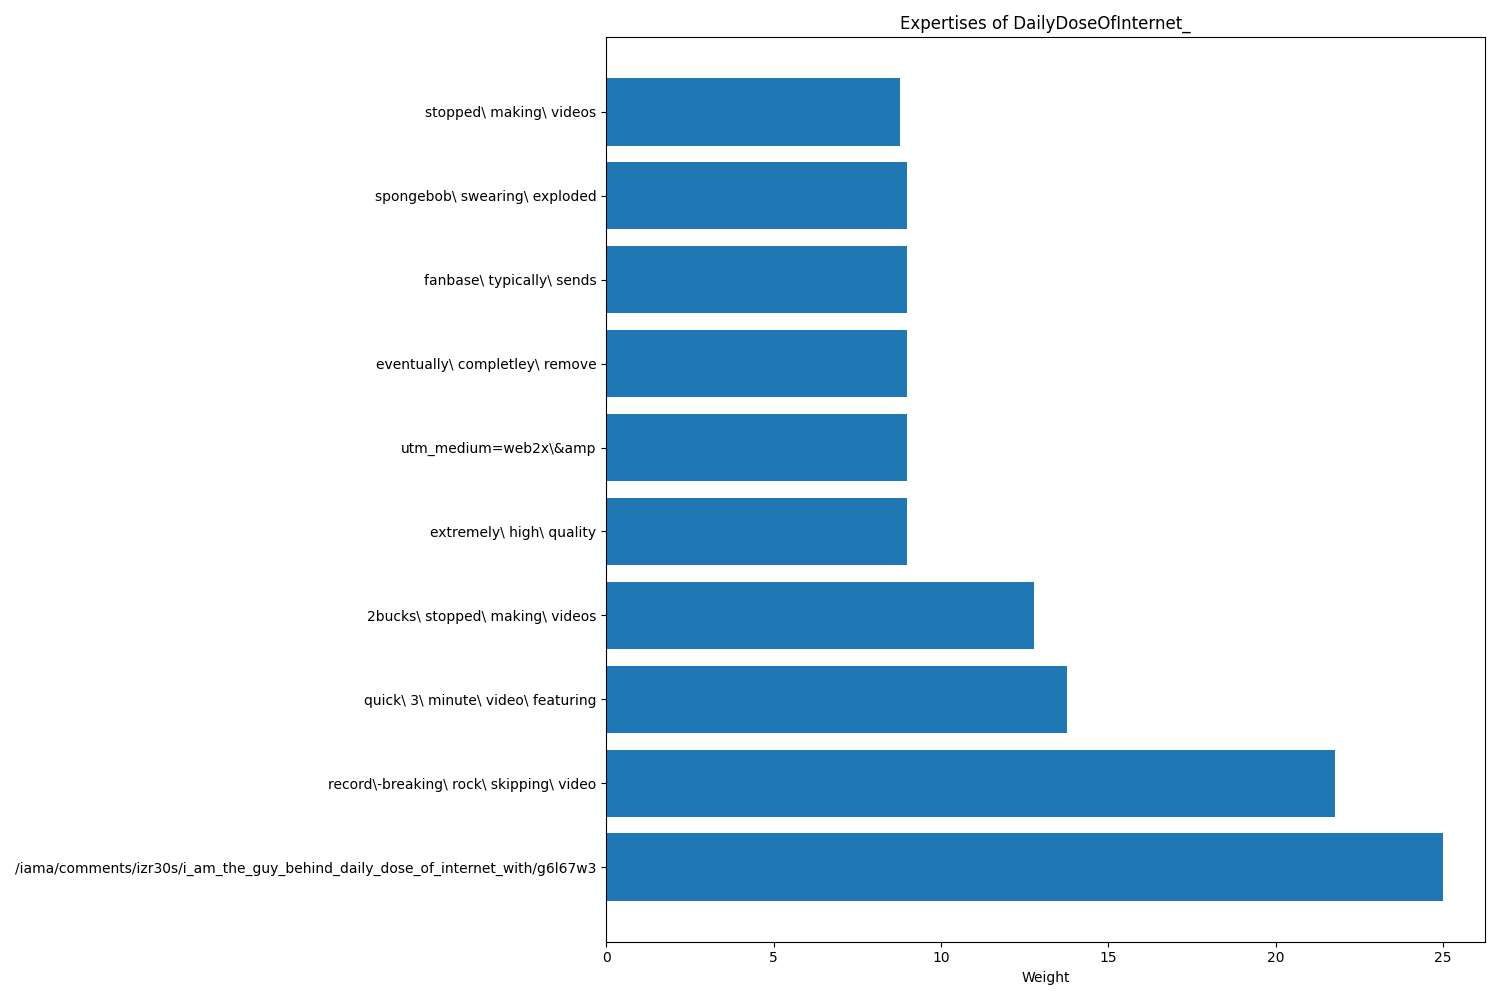 Expertises of DailyDoseOfInternet_
stopped\ making\ videos
spongebob\ swearing\ exploded
fanbase\ typically\ sends
eventually\ completley\ remove
utm_medium=web2x\&amp
extremely\ high\ quality
2bucks\ stopped\ making\ videos
quick\ 3\ minute\ video\ featuring
record\-breaking\ rock\ skipping\ video
/iama/comments/izr30s/i_am_the_guy_behind_daily_dose_of_internet_with/g6l67w3
0 5 10 15 20 25
Weight